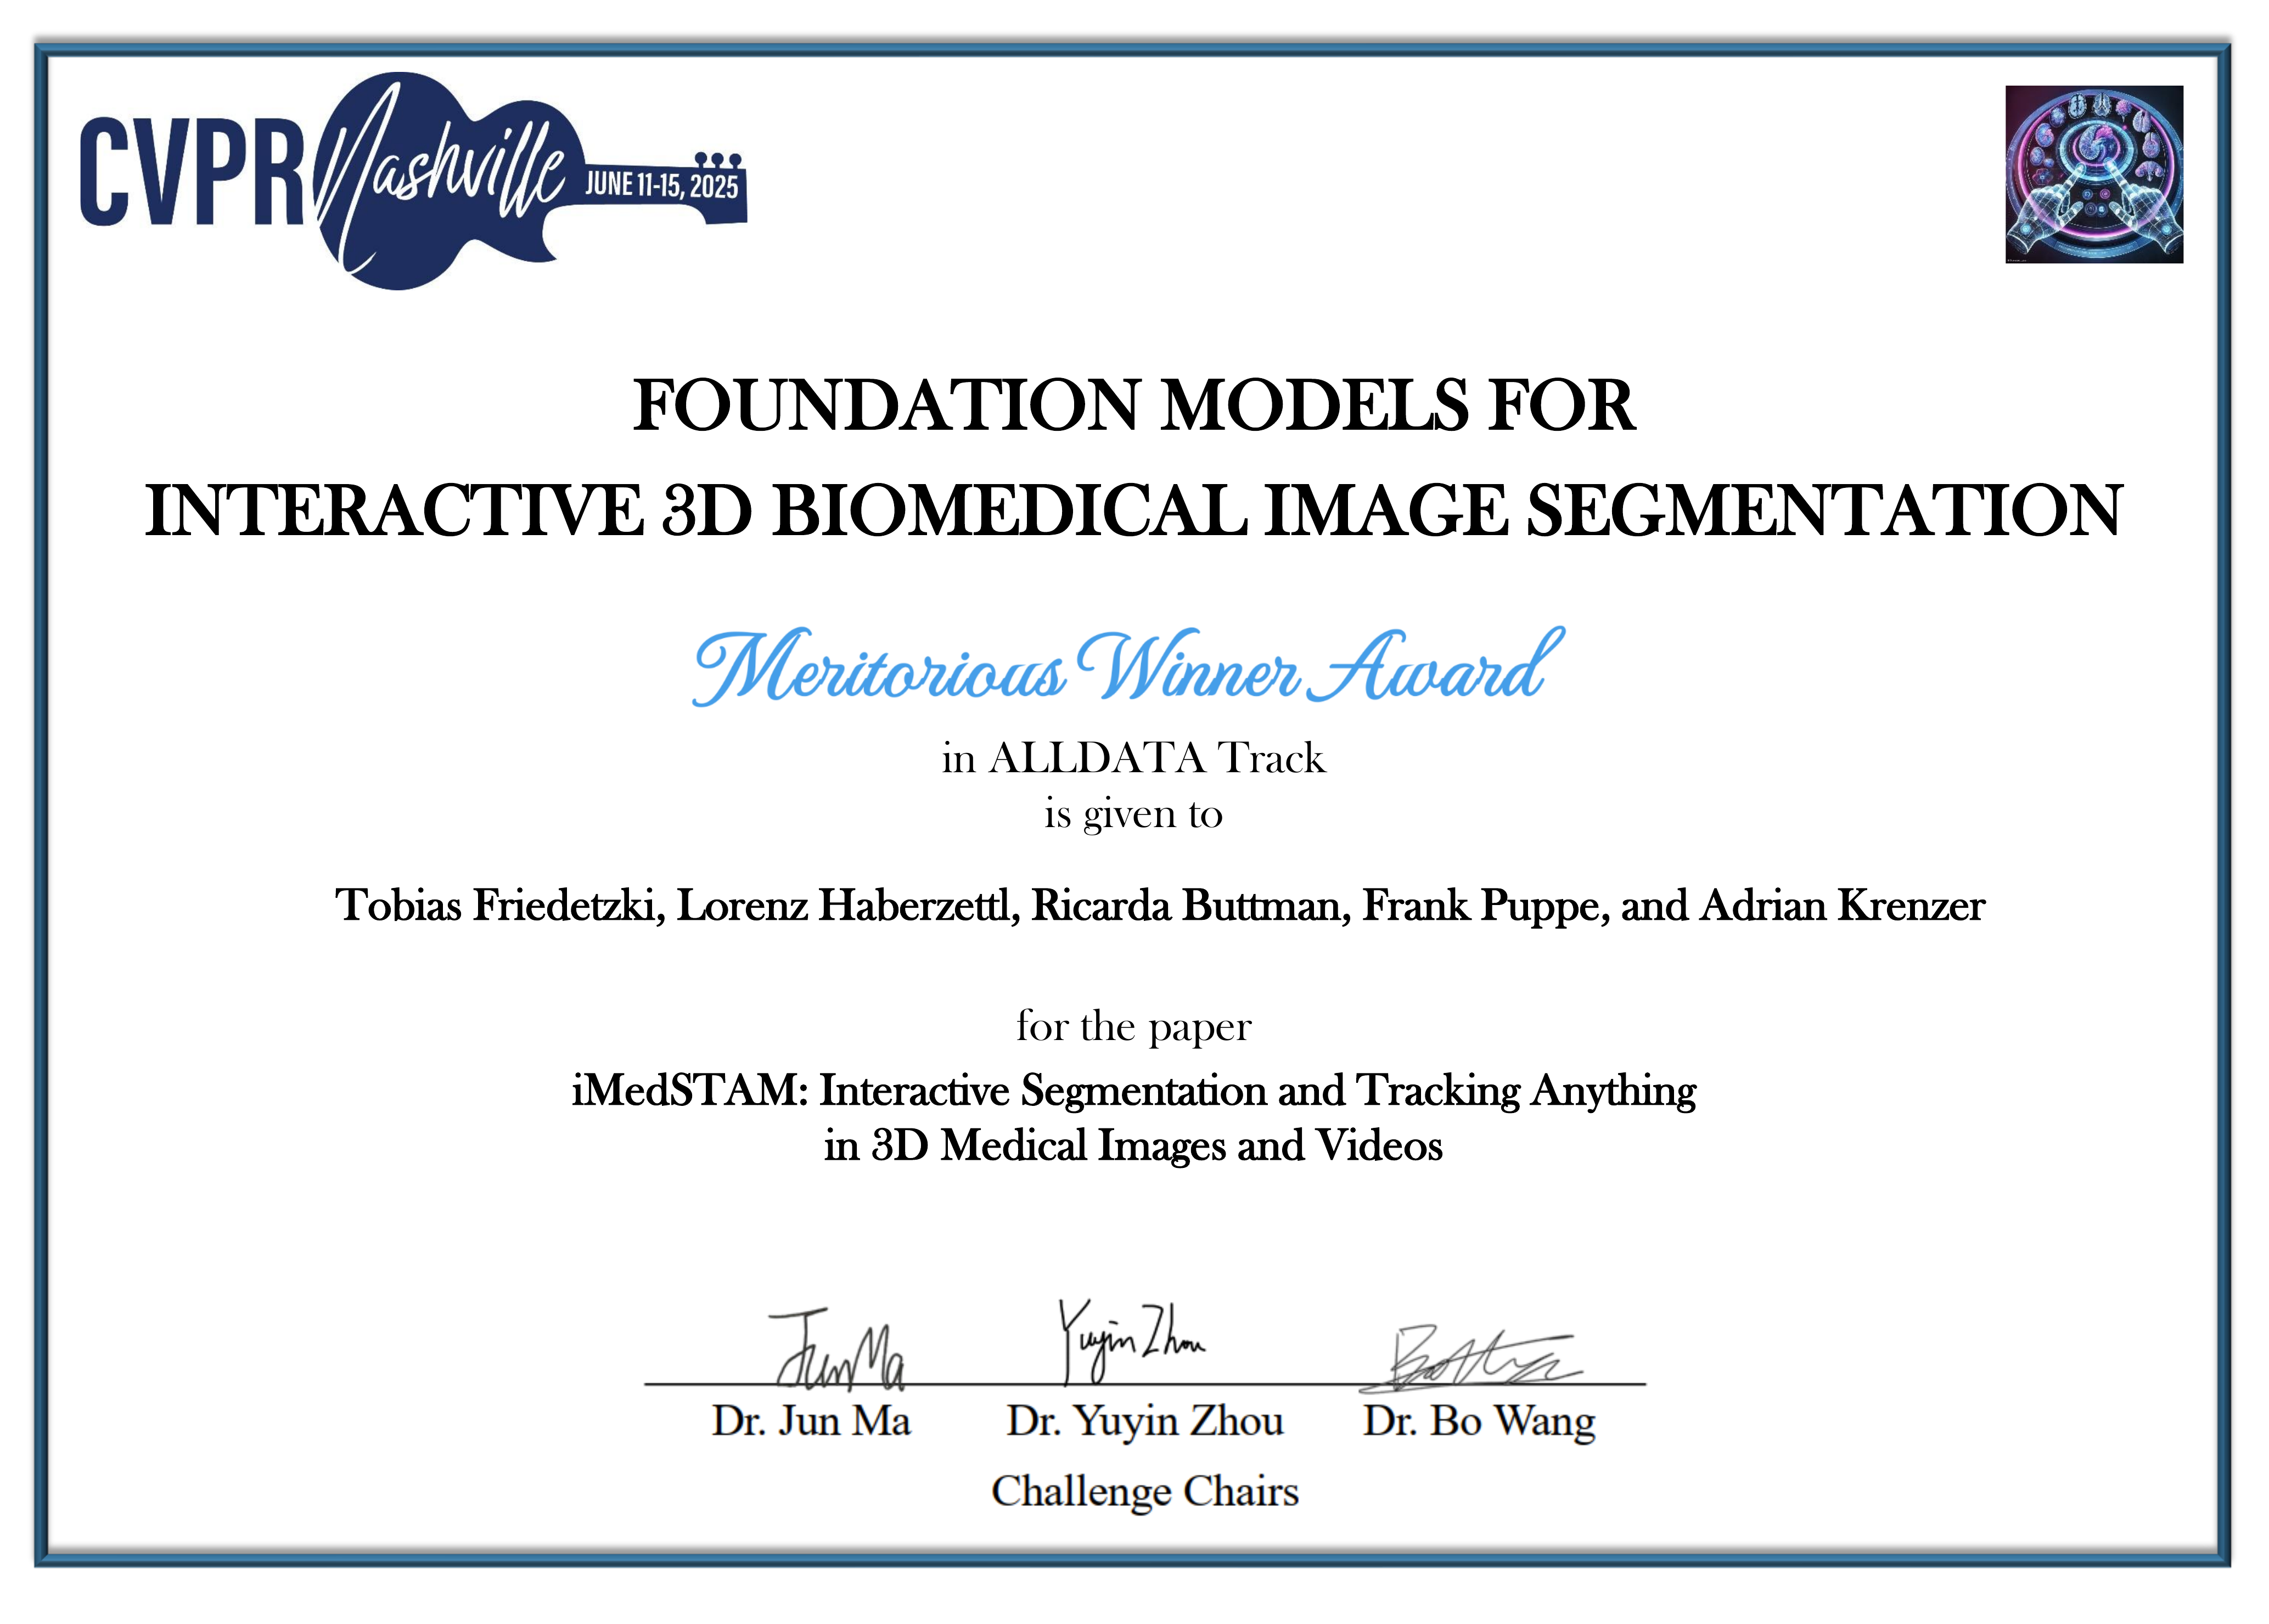 CVPR Nashville JUNE 11-15, 2025
FOUNDATION MODELS FOR
INTERACTIVE 3D BIOMEDICAL IMAGE SEGMENTATION
Meritorious Winner Award
in ALLDATA Track
is given to
Tobias Friedetzki, Lorenz Haberzettl, Ricarda Buttman, Frank Puppe, and Adrian Krenzer
for the paper
iMedSTAM: Interactive Segmentation and Tracking Anything
in 3D Medical Images and Videos
Jun Ma Yuyin Zhou Bo Wang
Dr. Jun Ma Dr. Yuyin Zhou Dr. Bo Wang
Challenge Chairs